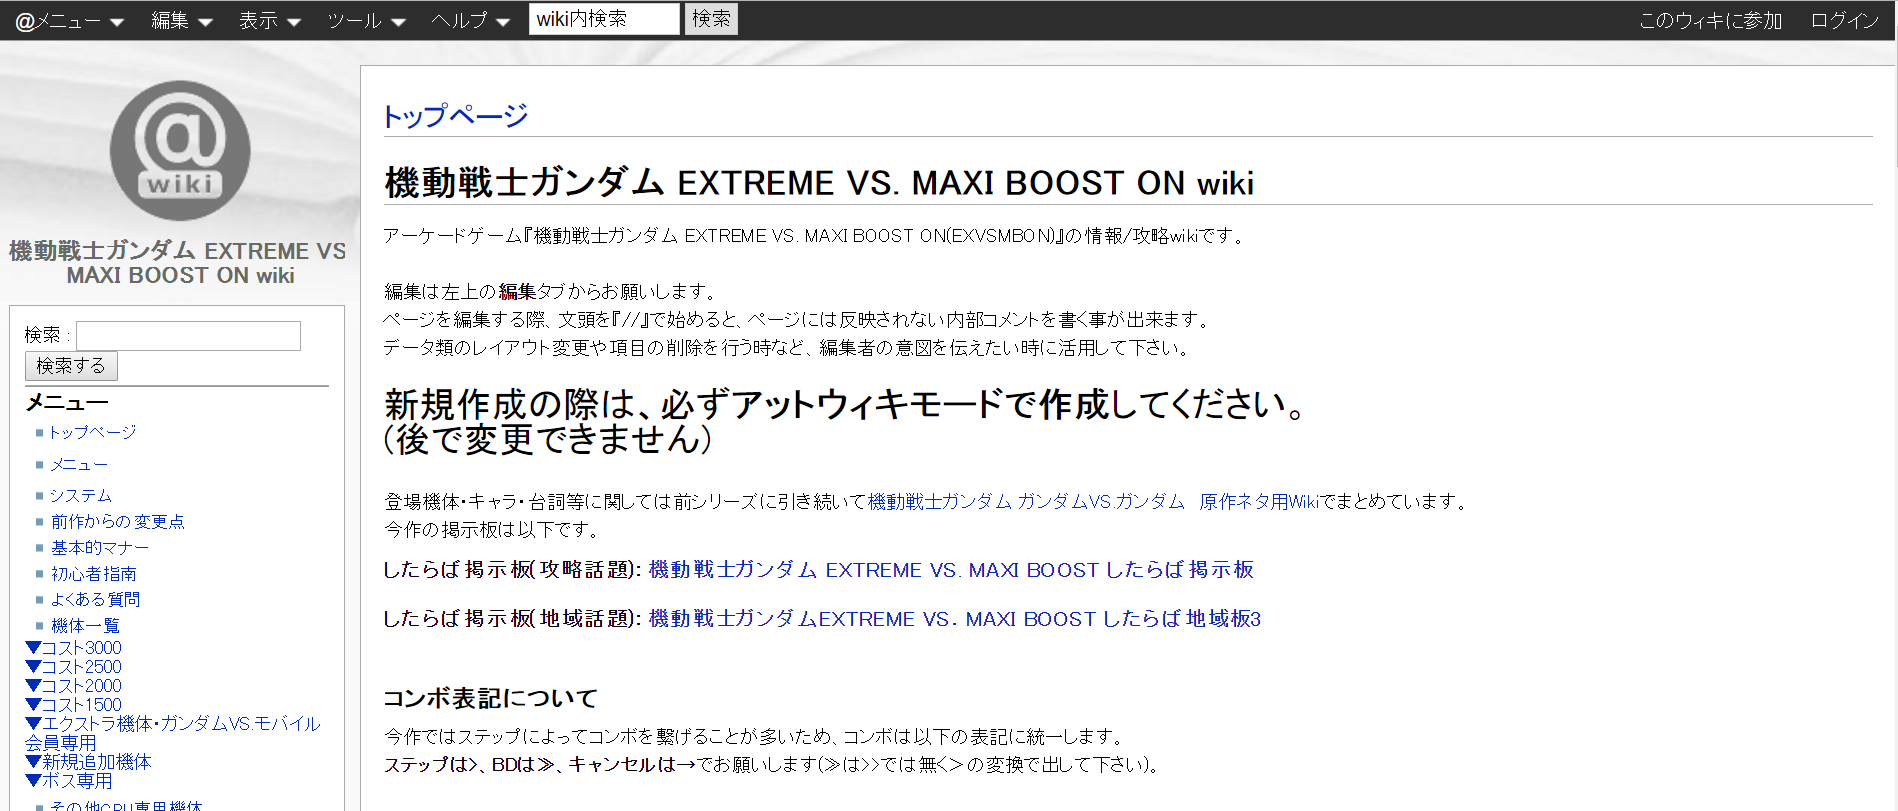 @メニュー 編集 表示 ツール ヘルプ wiki内検索 検索 このウィキに参加 ログイン
@
wiki
機動戦士ガンダム EXTREME VS
MAXI BOOST ON wiki
検索 :
検索する
メニュー
トップページ
メニュー
システム
前作からの変更点
基本的マナー
初心者指南
よくある質問
機体一覧
▼コスト3000
▼コスト2500
▼コスト2000
▼コスト1500
▼エクストラ機体・ガンダムVS.モバイル
会員専用
▼新規追加機体
▼ボス専用
その他CPU専用機体
トップページ
機動戦士ガンダム EXTREME VS. MAXI BOOST ON wiki
アーケードゲーム『機動戦士ガンダム EXTREME VS. MAXI BOOST ON(EXVSMBON)』の情報/攻略wikiです。
編集は左上の編集タブからお願いします。
ページを編集する際、文頭を『//』で始めると、ページには反映されない内部コメントを書く事が出来ます。
データ類のレイアウト変更や項目の削除を行う時など、編集者の意図を伝えたい時に活用して下さい。
新規作成の際は、必ずアットウィキモードで作成してください。
(後で変更できません)
登場機体・キャラ・台詞等に関しては前シリーズに引き続いて機動戦士ガンダム ガンダムVS.ガンダム 原作ネタ用Wikiでまとめています。
今作の掲示板は以下です。
したらば掲示板(攻略話題): 機動戦士ガンダム EXTREME VS. MAXI BOOST したらば掲示板
したらば掲示板(地域話題): 機動戦士ガンダムEXTREME VS. MAXI BOOST したらば地域板3
コンボ表記について
今作ではステップによってコンボを繋げることが多いため、コンボは以下の表記に統一します。
ステップは>、BDは≫、キャンセルは→でお願いします(≫は>>では無く＞の変換で出して下さい)。